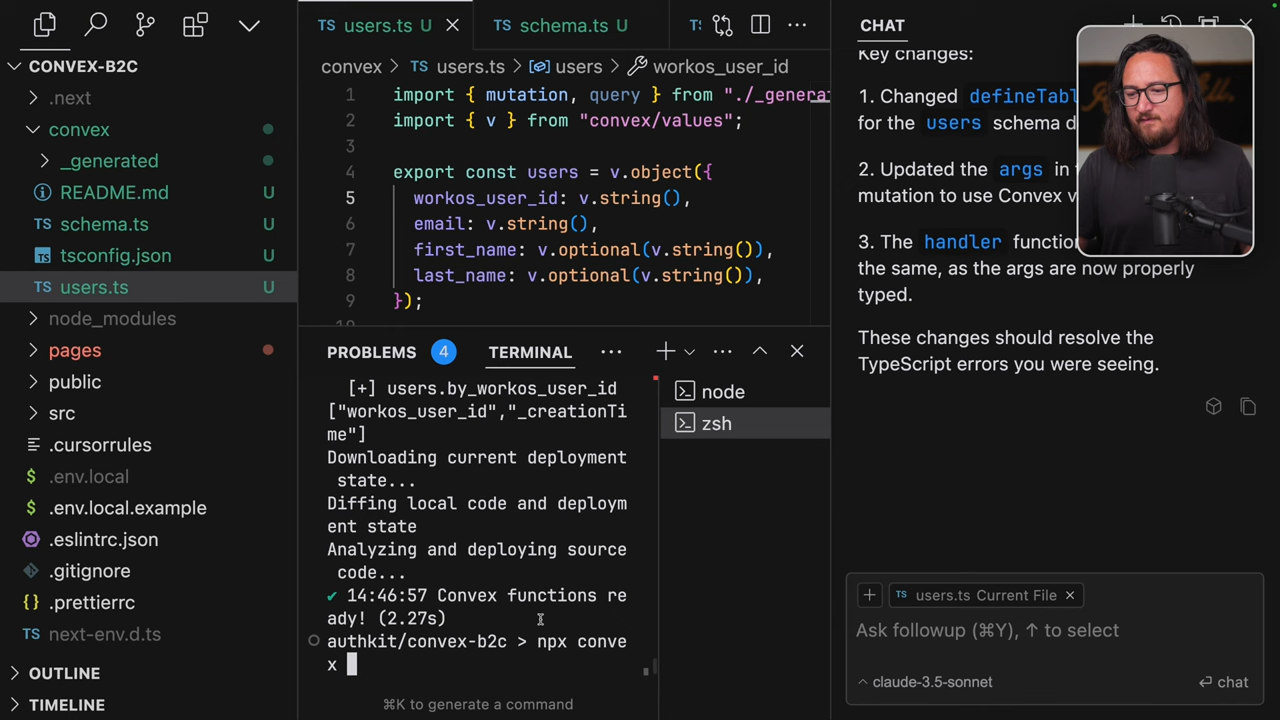 CONVEX-B2C
.next
convex
_generated
README.md U
TS schema.ts U
TS tsconfig.json U
TS users.ts U
node_modules
pages
public
src
.cursorrules
$ .env.local
$ .env.local.example
.eslintrc.json
.gitignore
{} .prettierrc
TS next-env.d.ts
OUTLINE
TIMELINE
TS users.ts U
TS schema.ts U
convex > TS users.ts > users > workos_user_id
1 import { mutation, query } from "./_genera
2 import { v } from "convex/values";
3
4 export const users = v.object({
5 workos_user_id: v.string(),
6 email: v.string(),
7 first_name: v.optional(v.string()),
8 last_name: v.optional(v.string()),
9 });
PROBLEMS 4 TERMINAL
[+] users.by_workos_user_id
["workos_user_id","_creationTi
me"]
Downloading current deployment
state...
Diffing local code and deploym
ent state
Analyzing and deploying source
code...
✔ 14:46:57 Convex functions re
ady! (2.27s)
authkit/convex-b2c > npx conve
x
⌘K to generate a command
node
zsh
CHAT
Key changes:
1. Changed defineTabl
for the users schema d
2. Updated the args in t
mutation to use Convex v
3. The handler function
the same, as the args are now properly
typed.
These changes should resolve the
TypeScript errors you were seeing.
+ TS users.ts Current File
Ask followup (⌘Y), ↑ to select
claude-3.5-sonnet
chat